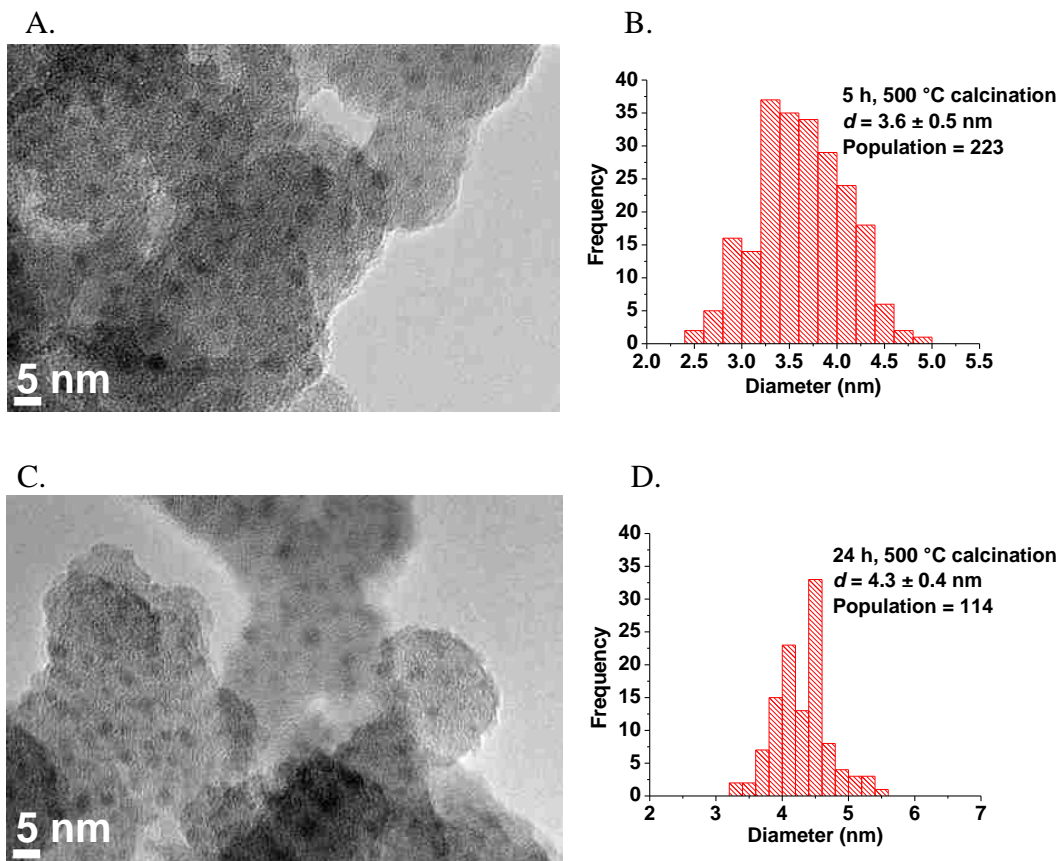 A.
5 nm
B.
40
35
30
25
20
15
10
5
0
Frequency
5 h, 500 °C calcination
d = 3.6 ± 0.5 nm
Population = 223
2.0 2.5 3.0 3.5 4.0 4.5 5.0 5.5
Diameter (nm)
C.
5 nm
D.
40
35
30
25
20
15
10
5
0
Frequency
24 h, 500 °C calcination
d = 4.3 ± 0.4 nm
Population = 114
2 3 4 5 6 7
Diameter (nm)